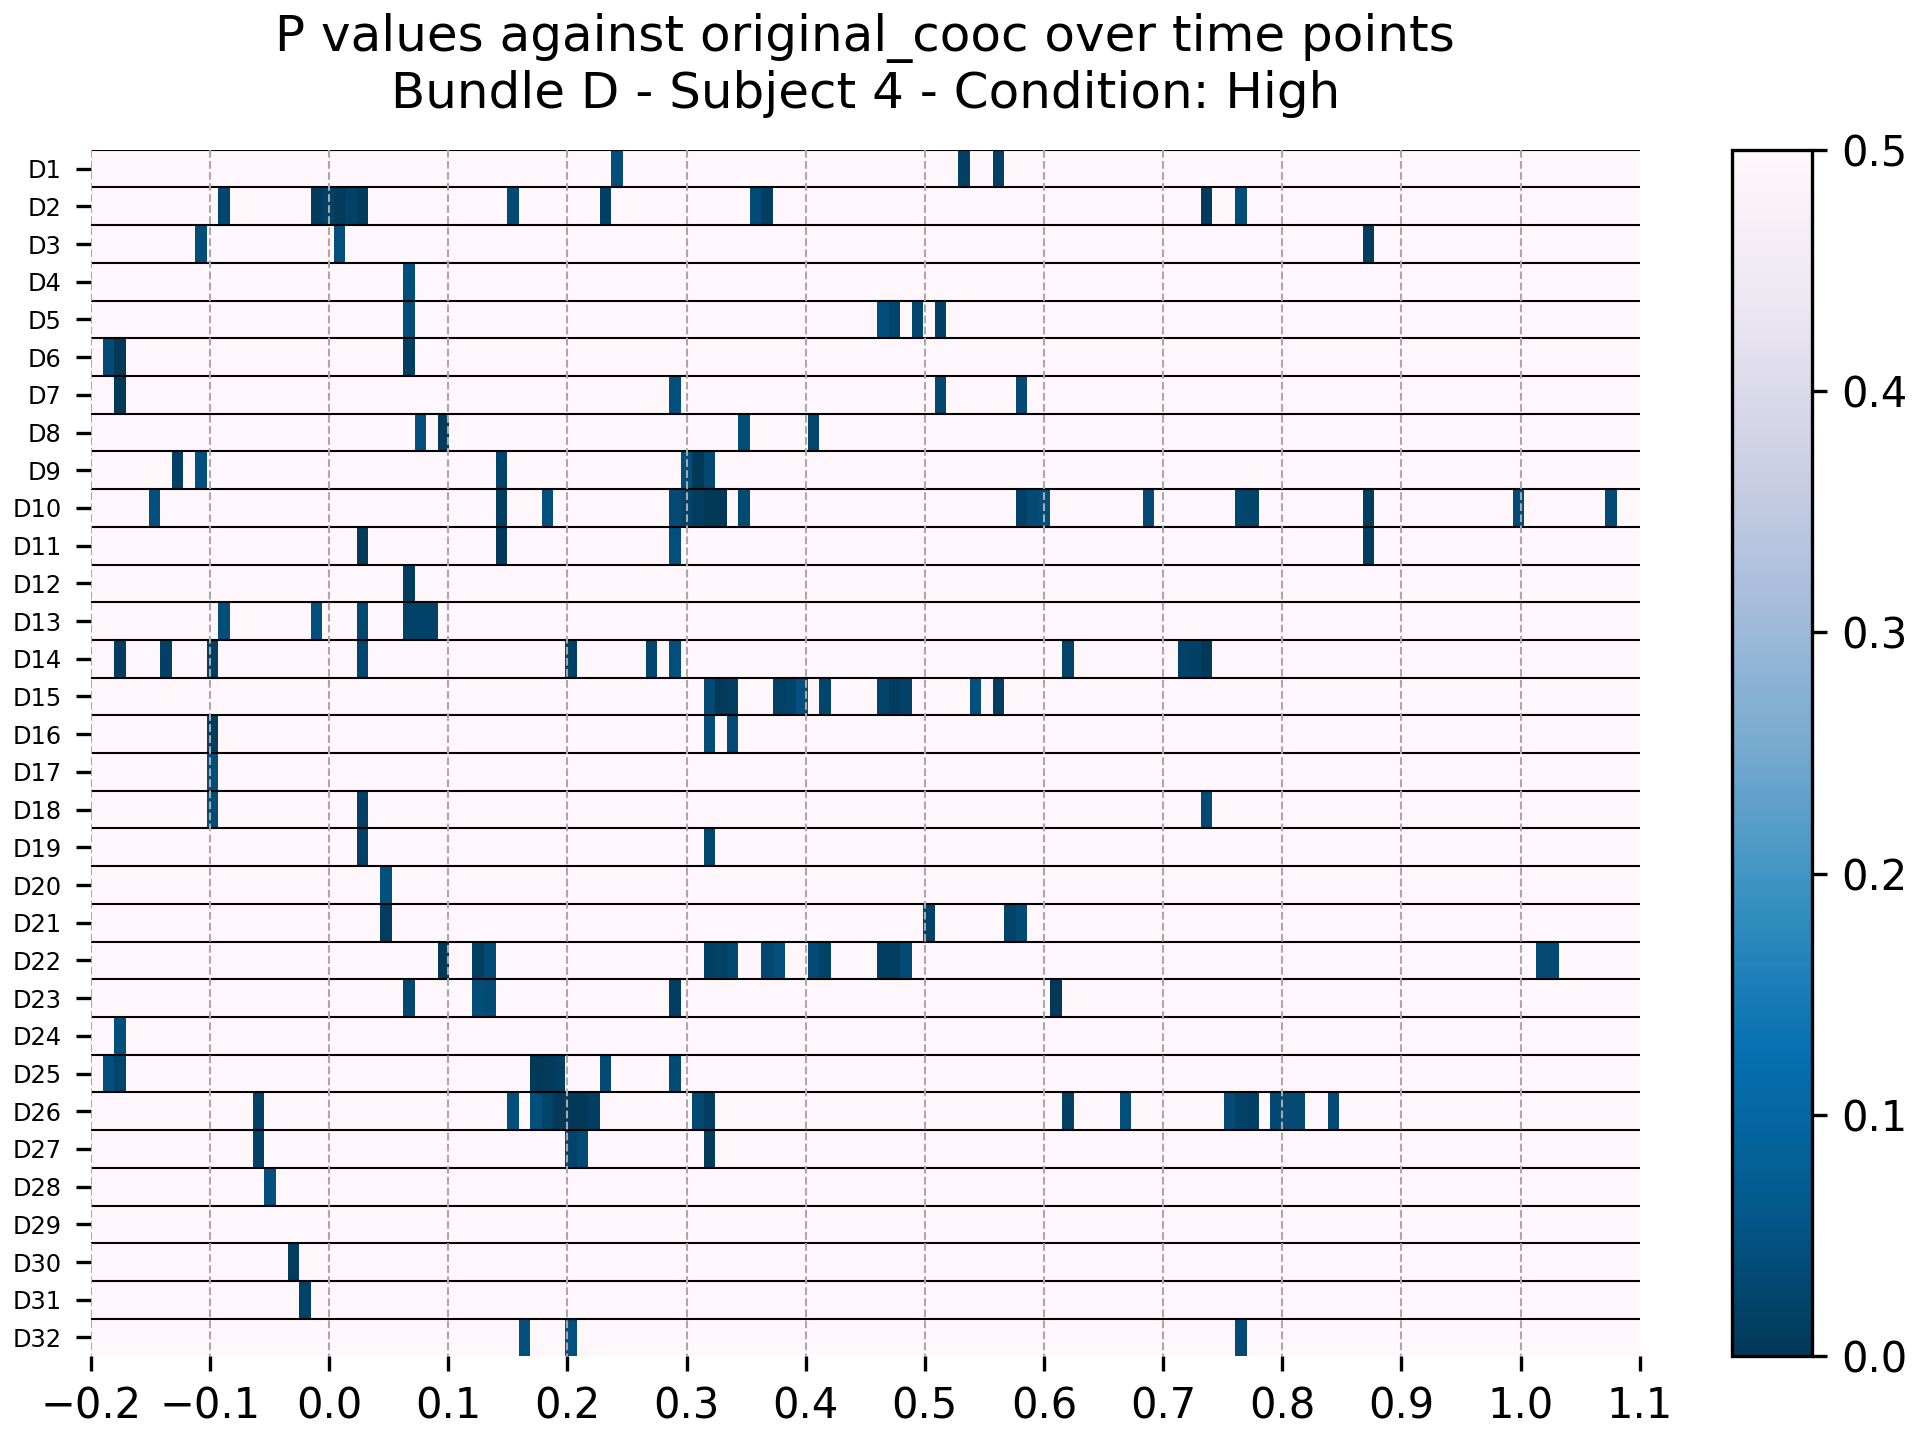 P values against original_cooc over time points
Bundle D - Subject 4 - Condition: High
D1
D2
D3
D4
D5
D6
D7
D8
D9
D10
D11
D12
D13
D14
D15
D16
D17
D18
D19
D20
D21
D22
D23
D24
D25
D26
D27
D28
D29
D30
D31
D32
−0.2 −0.1 0.0 0.1 0.2 0.3 0.4 0.5 0.6 0.7 0.8 0.9 1.0 1.1
0.5
0.4
0.3
0.2
0.1
0.0